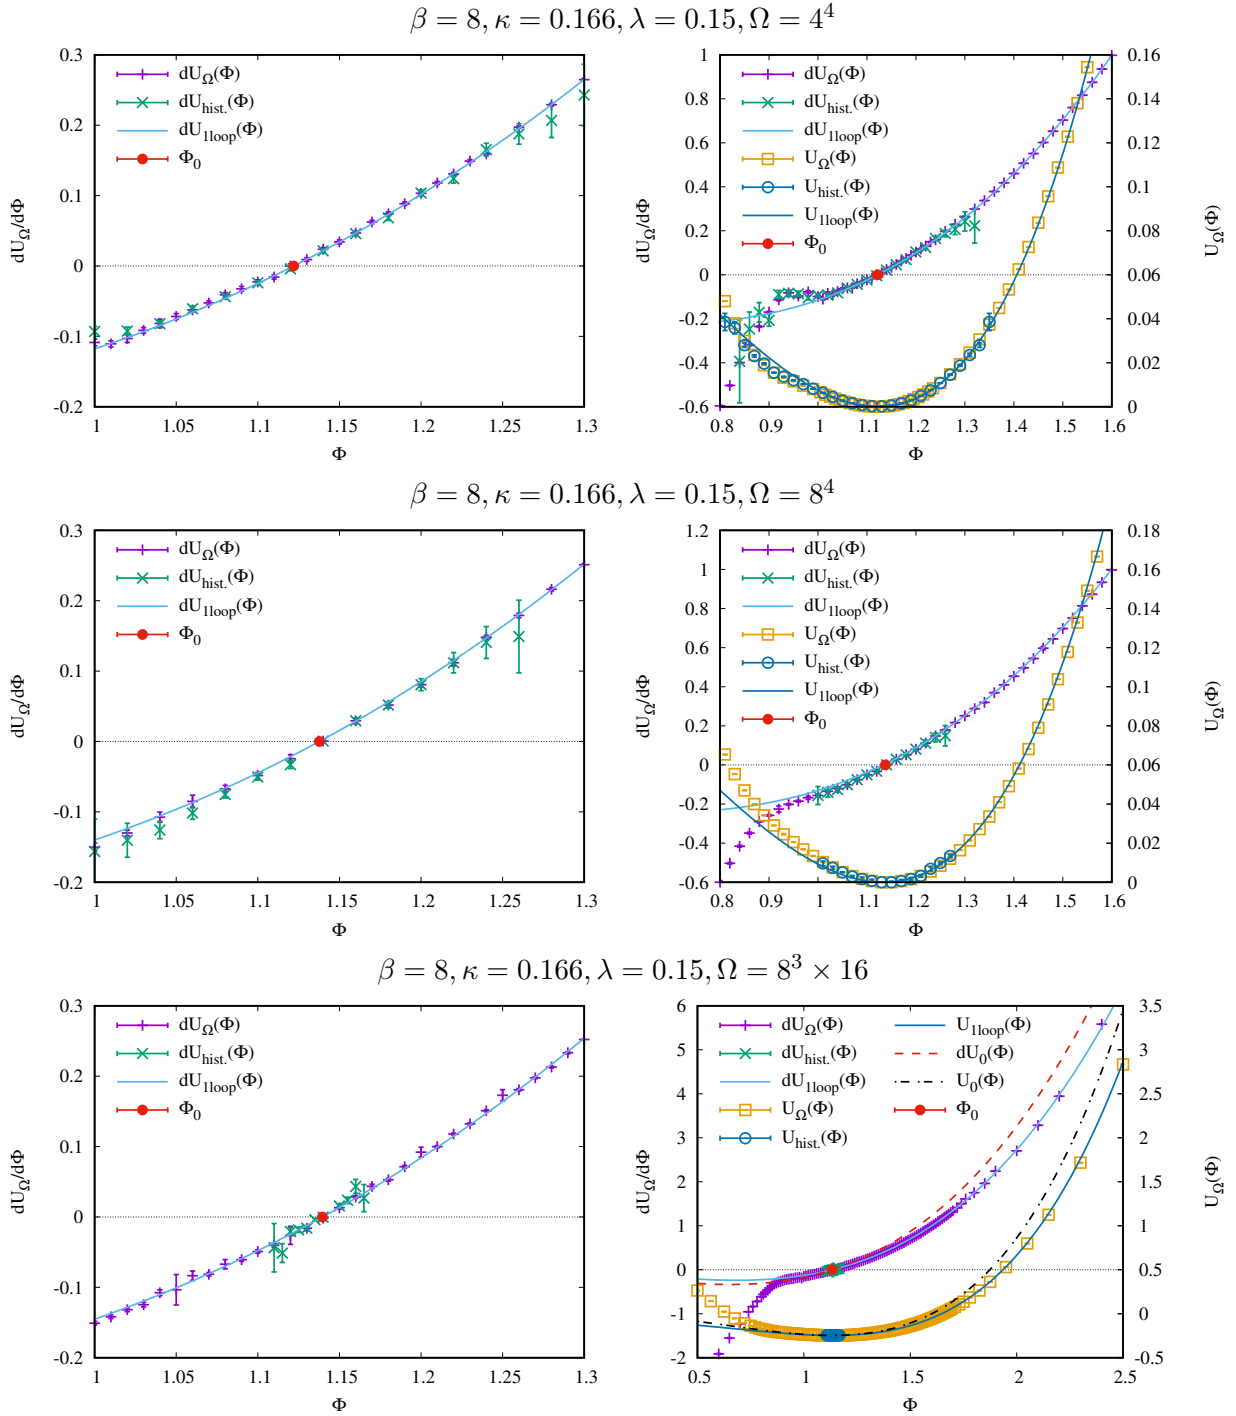 β = 8, κ = 0.166, λ = 0.15, Ω = 4⁴
0.3
0.2
0.1
0
-0.1
-0.2
1
1.05
1.1
1.15
1.2
1.25
1.3
dU_Ω/dΦ
Φ
dU_Ω(Φ)
dU_hist.(Φ)
dU_1loop(Φ)
Φ₀
1
0.8
0.6
0.4
0.2
0
-0.2
-0.4
-0.6
0.8
0.9
1
1.1
1.2
1.3
1.4
1.5
1.6
0.16
0.14
0.12
0.1
0.08
0.06
0.04
0.02
0
dU_Ω/dΦ
Φ
U_Ω(Φ)
dU_Ω(Φ)
dU_hist.(Φ)
dU_1loop(Φ)
U_Ω(Φ)
U_hist.(Φ)
U_1loop(Φ)
Φ₀
β = 8, κ = 0.166, λ = 0.15, Ω = 8⁴
0.3
0.2
0.1
0
-0.1
-0.2
1
1.05
1.1
1.15
1.2
1.25
1.3
dU_Ω/dΦ
Φ
dU_Ω(Φ)
dU_hist.(Φ)
dU_1loop(Φ)
Φ₀
1.2
1
0.8
0.6
0.4
0.2
0
-0.2
-0.4
-0.6
0.8
0.9
1
1.1
1.2
1.3
1.4
1.5
1.6
0.18
0.16
0.14
0.12
0.1
0.08
0.06
0.04
0.02
0
dU_Ω/dΦ
Φ
U_Ω(Φ)
dU_Ω(Φ)
dU_hist.(Φ)
dU_1loop(Φ)
U_Ω(Φ)
U_hist.(Φ)
U_1loop(Φ)
Φ₀
β = 8, κ = 0.166, λ = 0.15, Ω = 8³ × 16
0.3
0.2
0.1
0
-0.1
-0.2
1
1.05
1.1
1.15
1.2
1.25
1.3
dU_Ω/dΦ
Φ
dU_Ω(Φ)
dU_hist.(Φ)
dU_1loop(Φ)
Φ₀
6
5
4
3
2
1
0
-1
-2
0.5
1
1.5
2
2.5
3.5
3
2.5
2
1.5
1
0.5
0
-0.5
dU_Ω/dΦ
Φ
U_Ω(Φ)
dU_Ω(Φ)
dU_hist.(Φ)
dU_1loop(Φ)
U_Ω(Φ)
U_hist.(Φ)
U_1loop(Φ)
dU₀(Φ)
U₀(Φ)
Φ₀